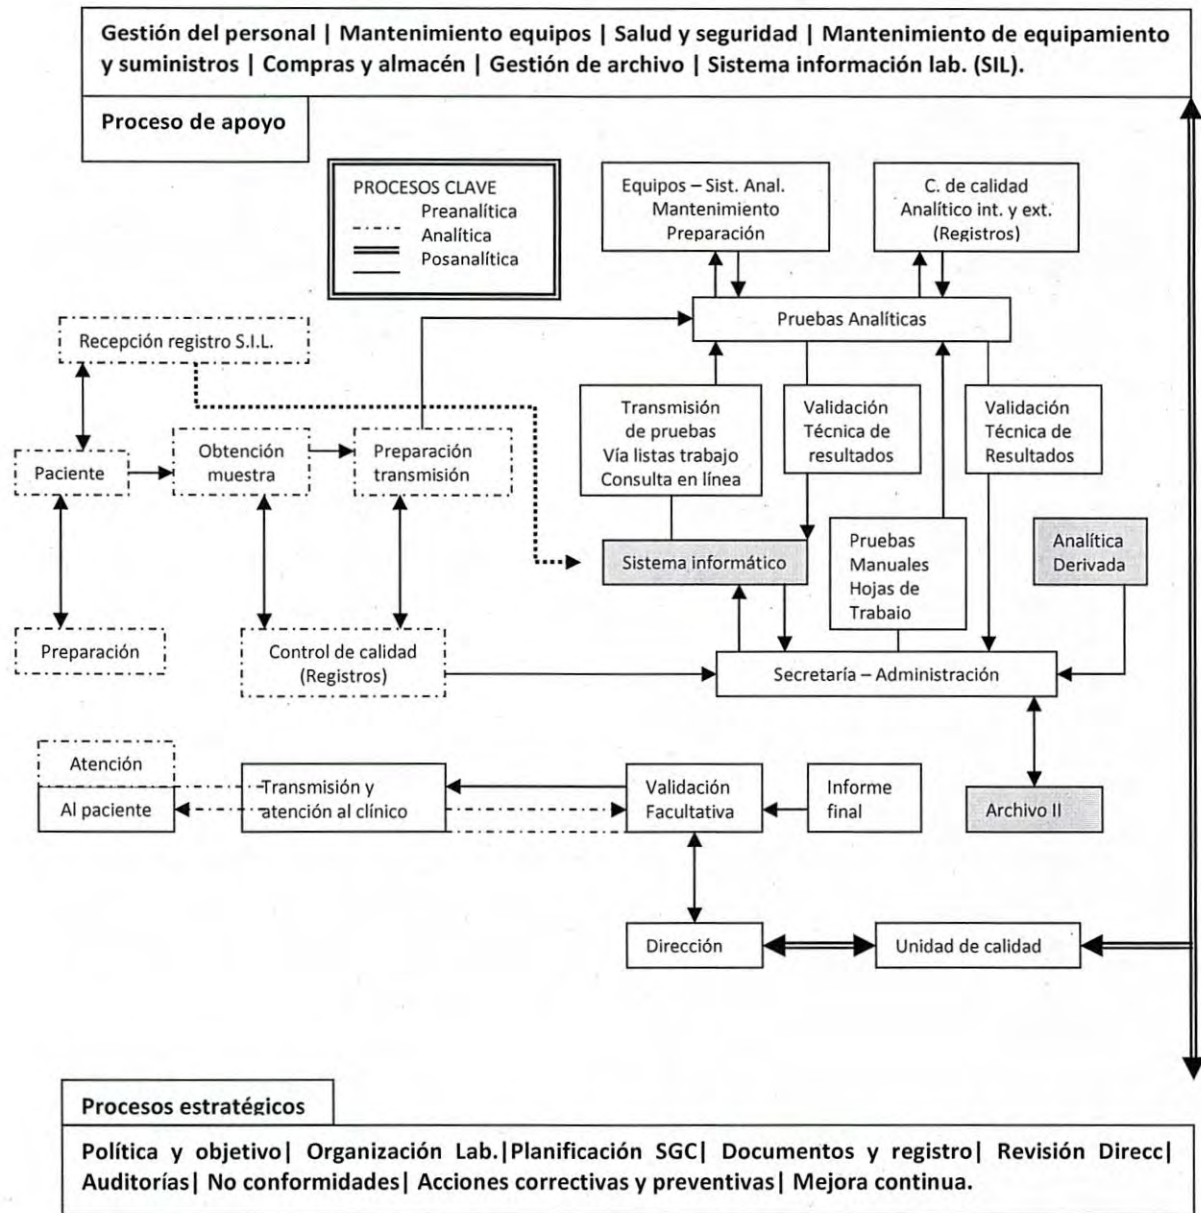 Gestión del personal | Mantenimiento equipos | Salud y seguridad | Mantenimiento de equipamiento
y suministros | Compras y almacén | Gestión de archivo | Sistema información lab. (SIL).
Proceso de apoyo
PROCESOS CLAVE
Preanalítica
Analítica
Posanalítica
Equipos – Sist. Anal.
Mantenimiento
Preparación
C. de calidad
Analítico int. y ext.
(Registros)
Pruebas Analíticas
Recepción registro S.I.L.
Transmisión
de pruebas
Vía listas trabajo
Consulta en línea
Validación
Técnica de
resultados
Validación
Técnica de
Resultados
Paciente
Obtención
muestra
Preparación
transmisión
Sistema informático
Pruebas
Manuales
Hojas de
Trabajo
Analítica
Derivada
Preparación
Control de calidad
(Registros)
Secretaría – Administración
Atención
Al paciente
Transmisión y
atención al clínico
Validación
Facultativa
Informe
final
Archivo II
Dirección
Unidad de calidad
Procesos estratégicos
Política y objetivo| Organización Lab.|Planificación SGC| Documentos y registro| Revisión Direcc|
Auditorías| No conformidades| Acciones correctivas y preventivas| Mejora continua.